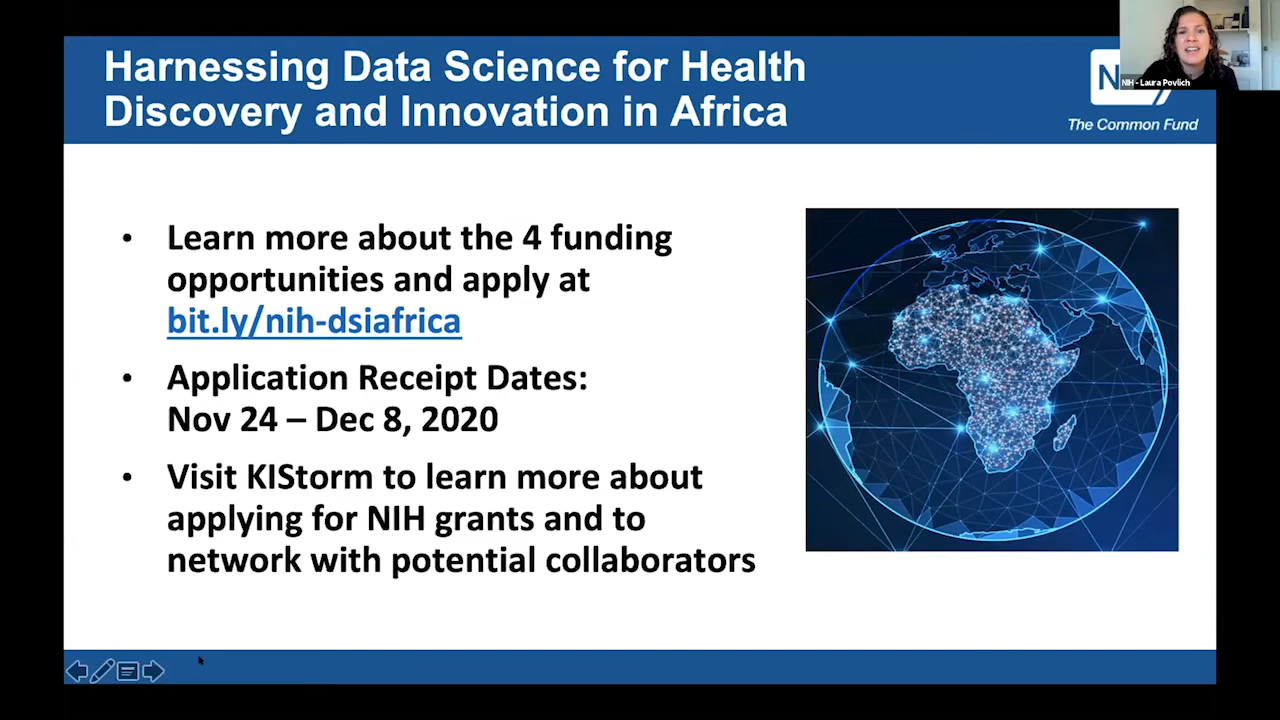 Harnessing Data Science for Health
Discovery and Innovation in Africa
NIH - Laura Povlich
The Common Fund
• Learn more about the 4 funding
opportunities and apply at
bit.ly/nih-dsiafrica
• Application Receipt Dates:
Nov 24 – Dec 8, 2020
• Visit KIStorm to learn more about
applying for NIH grants and to
network with potential collaborators